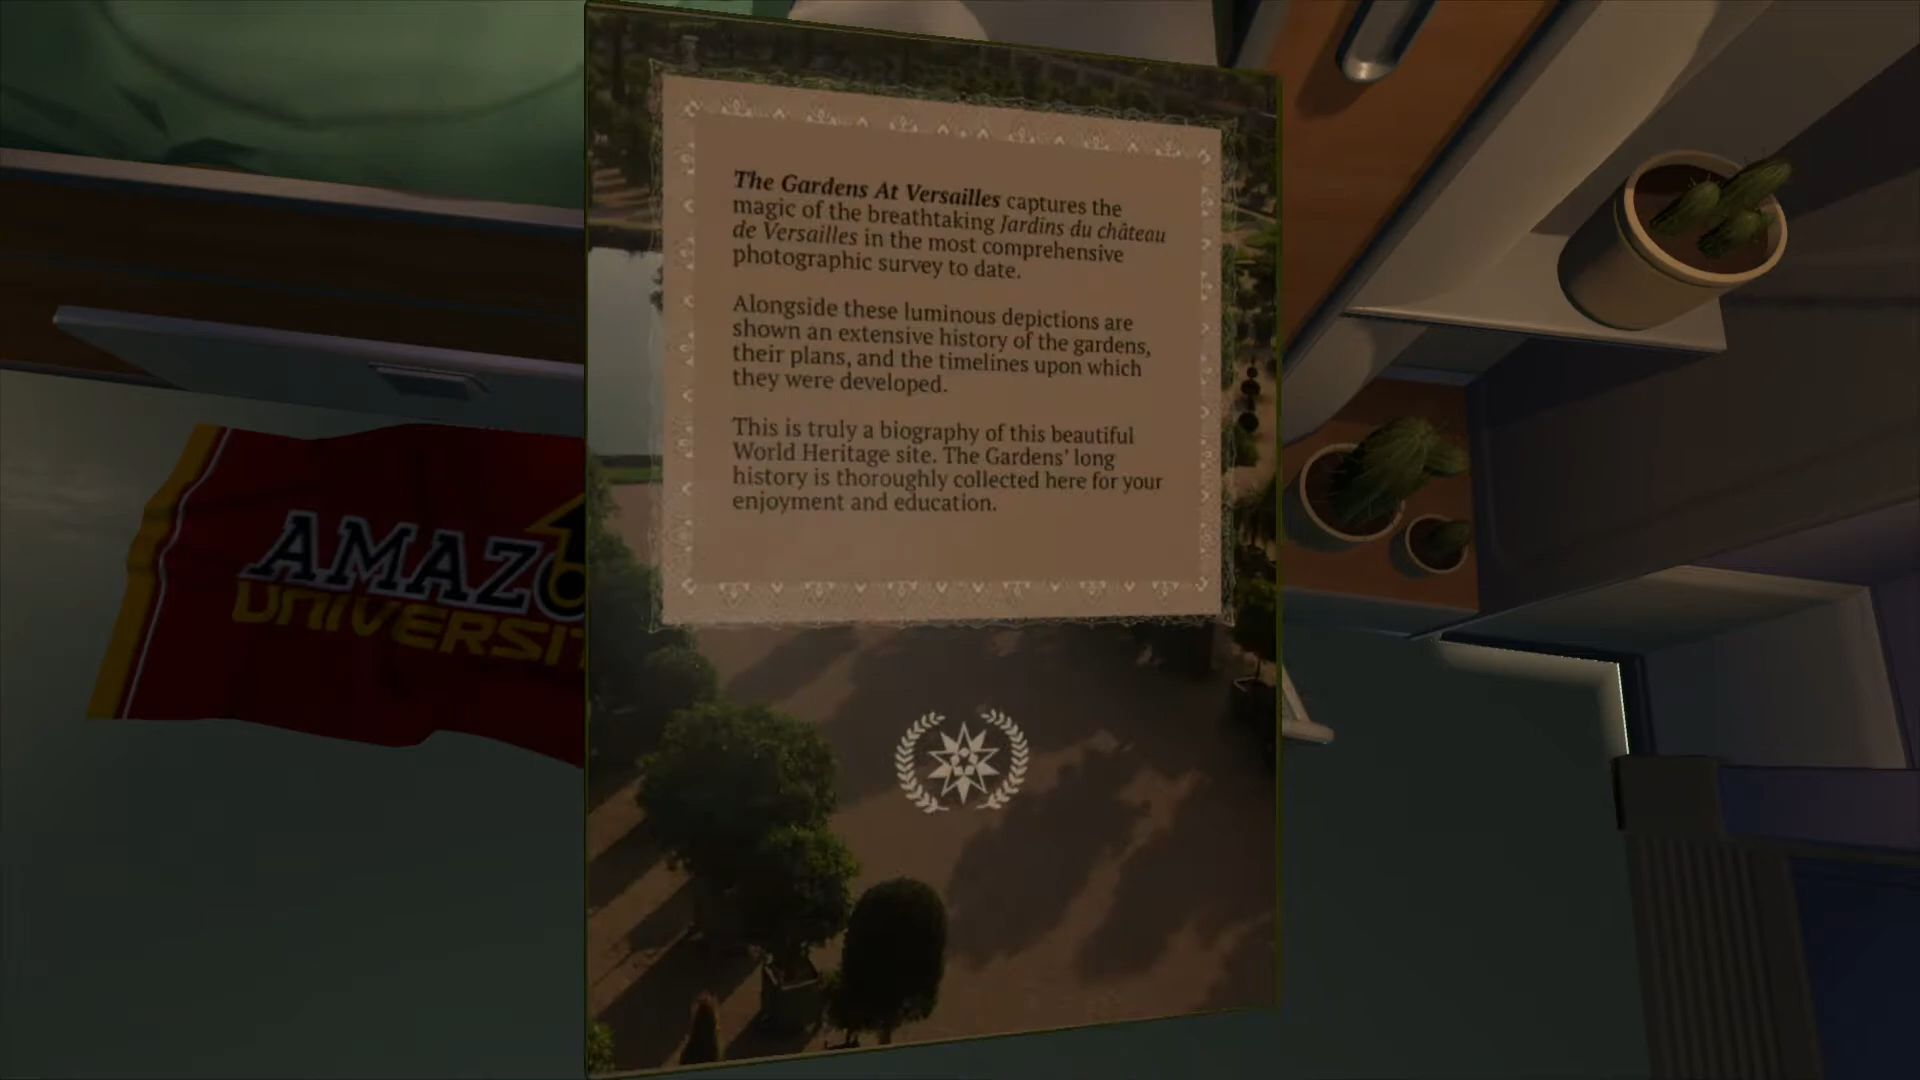 The Gardens At Versailles captures the
magic of the breathtaking Jardins du château
de Versailles in the most comprehensive
photographic survey to date.
Alongside these luminous depictions are
shown an extensive history of the gardens,
their plans, and the timelines upon which
they were developed.
This is truly a biography of this beautiful
World Heritage site. The Gardens' long
history is thoroughly collected here for your
enjoyment and education.
AMAZO
UNIVERSIT